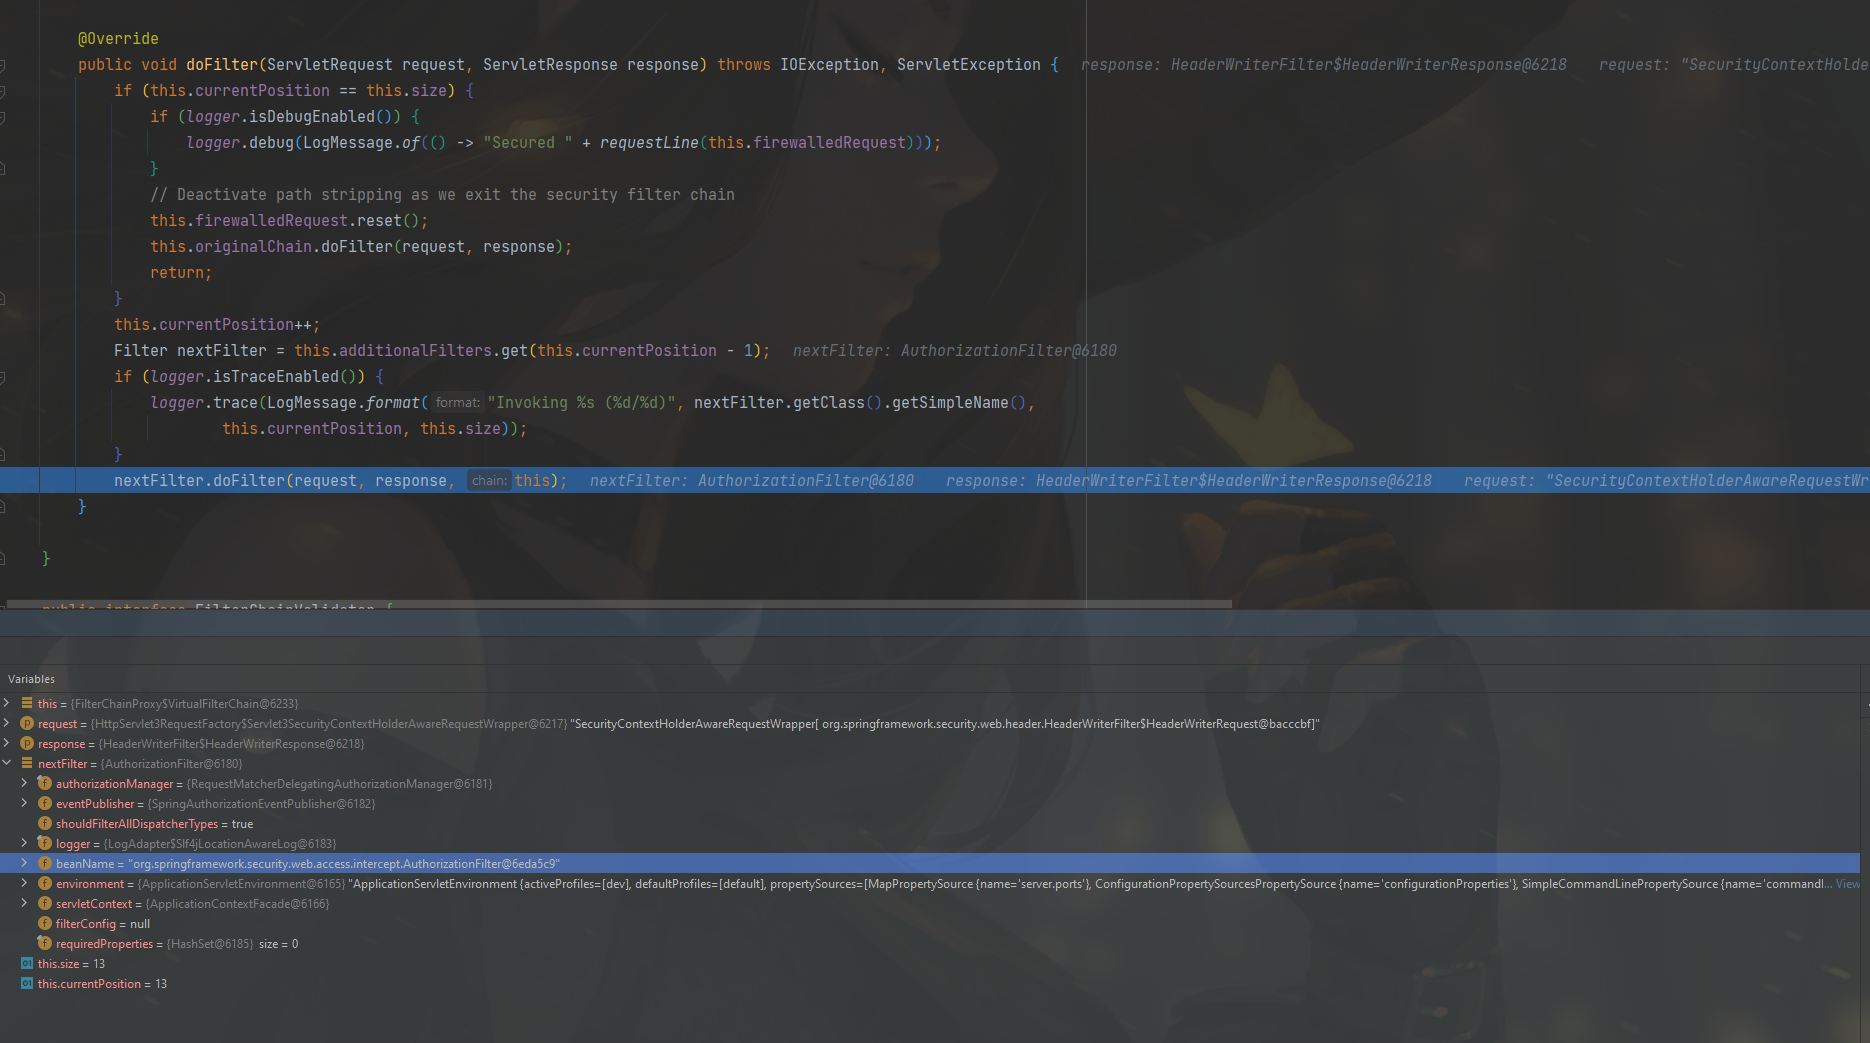 @Override
public void doFilter(ServletRequest request, ServletResponse response) throws IOException, ServletException { response: HeaderWriterFilter$HeaderWriterResponse@6218 request: "SecurityContextHolde
if (this.currentPosition == this.size) {
if (logger.isDebugEnabled()) {
logger.debug(LogMessage.of(() -> "Secured " + requestLine(this.firewalledRequest)));
}
// Deactivate path stripping as we exit the security filter chain
this.firewalledRequest.reset();
this.originalChain.doFilter(request, response);
return;
}
this.currentPosition++;
Filter nextFilter = this.additionalFilters.get(this.currentPosition - 1); nextFilter: AuthorizationFilter@6180
if (logger.isTraceEnabled()) {
logger.trace(LogMessage.format( format: "Invoking %s (%d/%d)", nextFilter.getClass().getSimpleName(),
this.currentPosition, this.size));
}
nextFilter.doFilter(request, response, chain: this); nextFilter: AuthorizationFilter@6180 response: HeaderWriterFilter$HeaderWriterResponse@6218 request: "SecurityContextHolderAwareRequestWr
}
}
public interface FilterChainValidator {
Variables
this = {FilterChainProxy$VirtualFilterChain@6233}
p request = {HttpServlet3RequestFactory$Servlet3SecurityContextHolderAwareRequestWrapper@6217} "SecurityContextHolderAwareRequestWrapper[ org.springframework.security.web.header.HeaderWriterFilter$HeaderWriterRequest@bacccbf]"
p response = {HeaderWriterFilter$HeaderWriterResponse@6218}
nextFilter = {AuthorizationFilter@6180}
f authorizationManager = {RequestMatcherDelegatingAuthorizationManager@6181}
f eventPublisher = {SpringAuthorizationEventPublisher@6182}
f shouldFilterAllDispatcherTypes = true
f logger = {LogAdapter$Slf4jLocationAwareLog@6183}
f beanName = "org.springframework.security.web.access.intercept.AuthorizationFilter@6eda5c9"
f environment = {ApplicationServletEnvironment@6165} "ApplicationServletEnvironment {activeProfiles=[dev], defaultProfiles=[default], propertySources=[MapPropertySource {name='server.ports'}, ConfigurationPropertySourcesPropertySource {name='configurationProperties'}, SimpleCommandLinePropertySource {name='commandl... View
f servletContext = {ApplicationContextFacade@6166}
f filterConfig = null
f requiredProperties = {HashSet@6185} size = 0
01 this.size = 13
01 this.currentPosition = 13